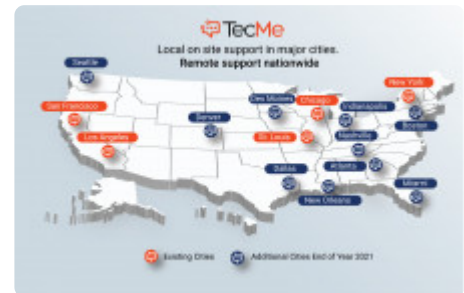 TecMe
Local on site support in major cities.
Remote support nationwide
Seattle
New York
San Francisco
Des Moines
Chicago
Indianapolis
Denver
Boston
Los Angeles
St. Louis
Nashville
Dallas
Atlanta
Miami
New Orleans
Existing Cities
Additional Cities End of Year 2021